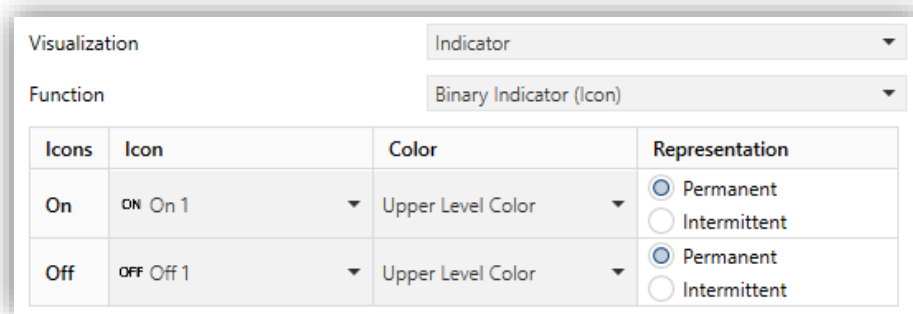 Visualization Indicator
Function Binary Indicator (Icon)
Icons Icon Color Representation
On ON On 1 Upper Level Color Permanent
Intermittent
Off OFF Off 1 Upper Level Color Permanent
Intermittent